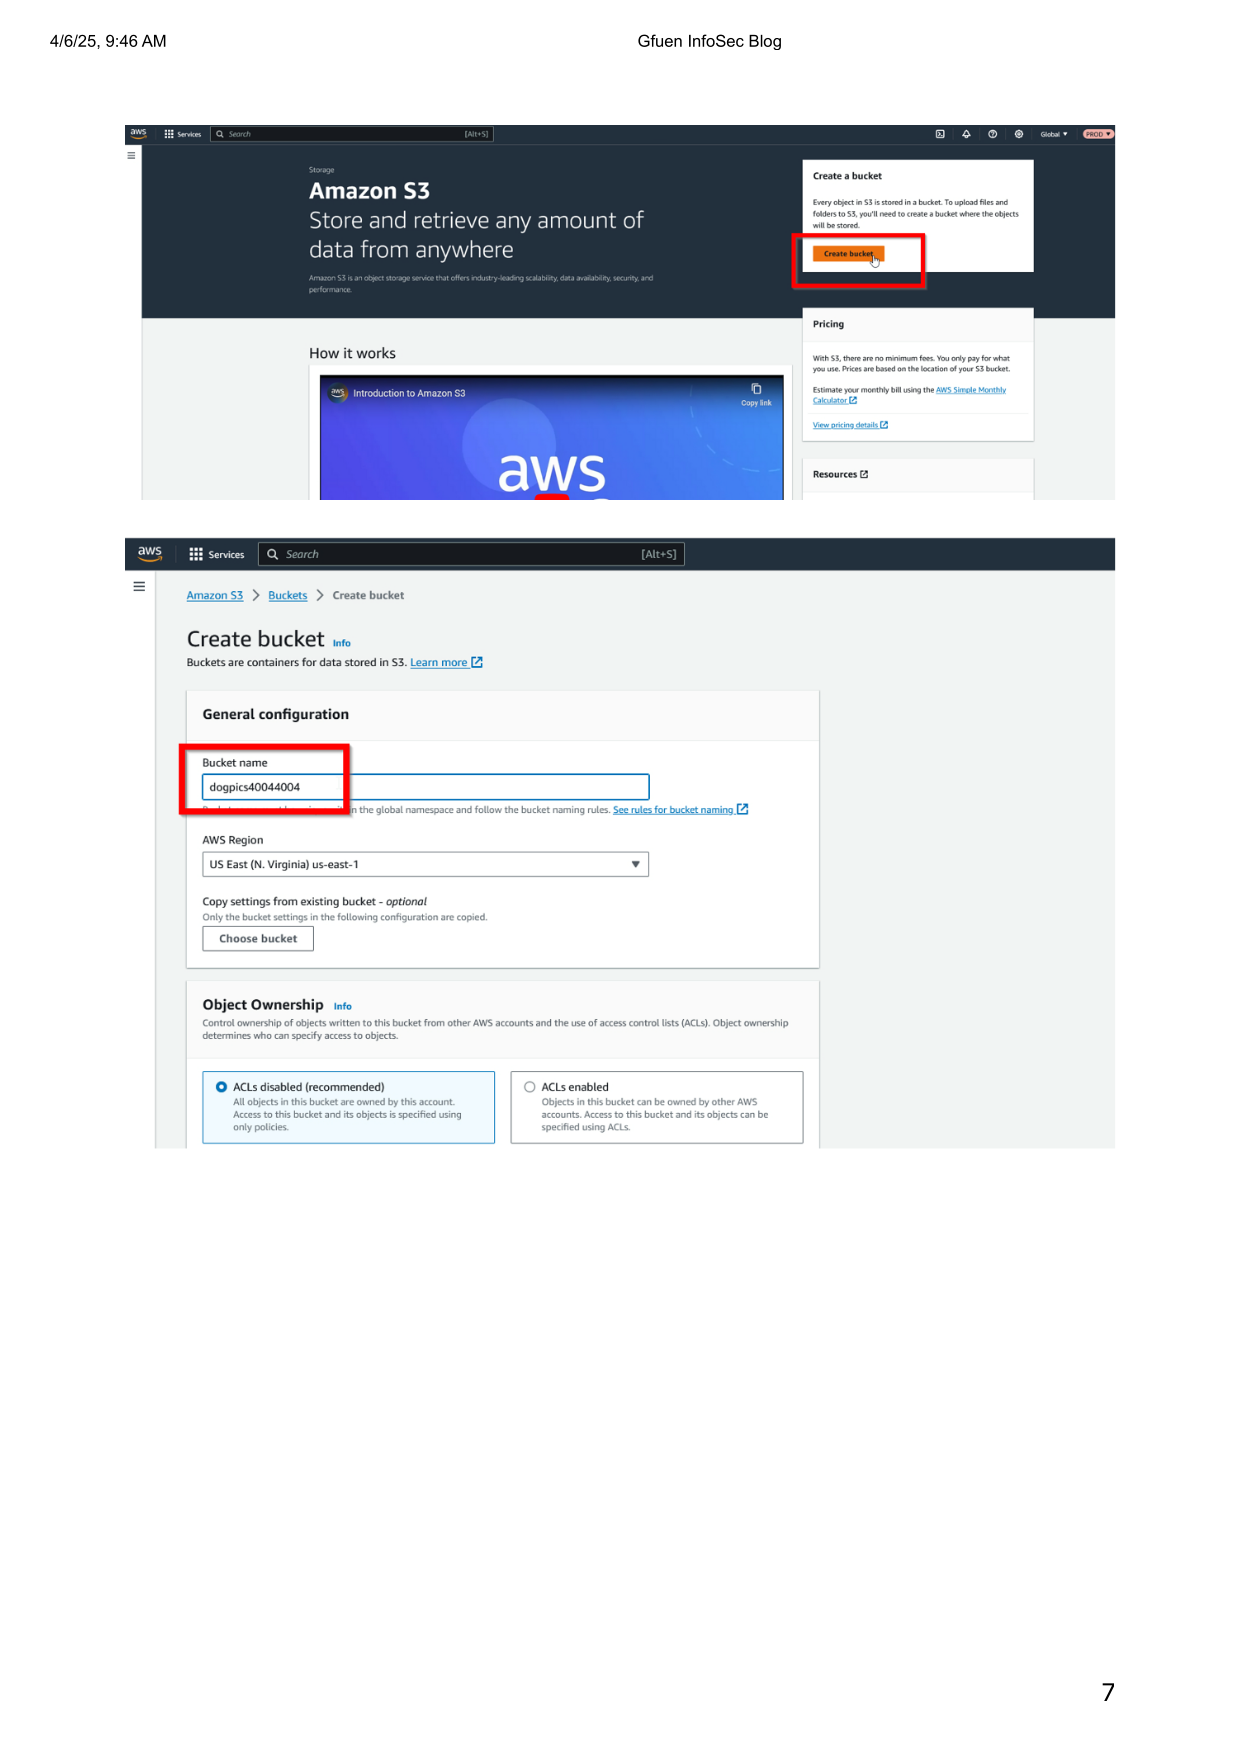 4/6/25, 9:46 AM
Gfuen InfoSec Blog
aws
Services
Search
[Alt+S]
Global
PROD
Storage
Amazon S3
Store and retrieve any amount of
data from anywhere
Amazon S3 is an object storage service that offers industry-leading scalability, data availability, security, and
performance.
Create a bucket
Every object in S3 is stored in a bucket. To upload files and
folders to S3, you'll need to create a bucket where the objects
will be stored.
Create bucket
How it works
aws
Introduction to Amazon S3
Copy link
aws
Pricing
With S3, there are no minimum fees. You only pay for what
you use. Prices are based on the location of your S3 bucket.
Estimate your monthly bill using the AWS Simple Monthly
Calculator
View pricing details
Resources
aws
Services
Search
[Alt+S]
Amazon S3 > Buckets > Create bucket
Create bucket Info
Buckets are containers for data stored in S3. Learn more
General configuration
Bucket name
dogpics40044004
the global namespace and follow the bucket naming rules. See rules for bucket naming
AWS Region
US East (N. Virginia) us-east-1
Copy settings from existing bucket - optional
Only the bucket settings in the following configuration are copied.
Choose bucket
Object Ownership Info
Control ownership of objects written to this bucket from other AWS accounts and the use of access control lists (ACLs). Object ownership
determines who can specify access to objects.
ACLs disabled (recommended)
All objects in this bucket are owned by this account.
Access to this bucket and its objects is specified using
only policies.
ACLs enabled
Objects in this bucket can be owned by other AWS
accounts. Access to this bucket and its objects can be
specified using ACLs.
7